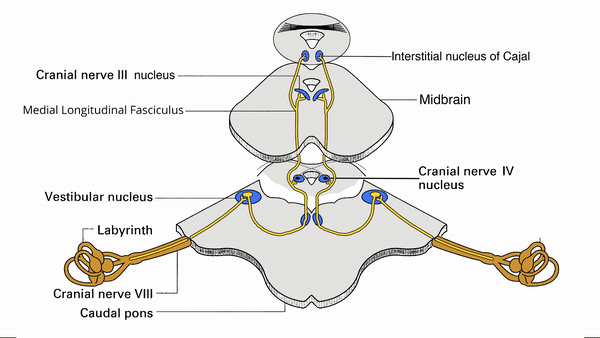 Interstitial nucleus of Cajal
Cranial nerve III nucleus
Midbrain
Medial Longitudinal Fasciculus
Cranial nerve IV
nucleus
Vestibular nucleus
Labyrinth
Cranial nerve VIII
Caudal pons